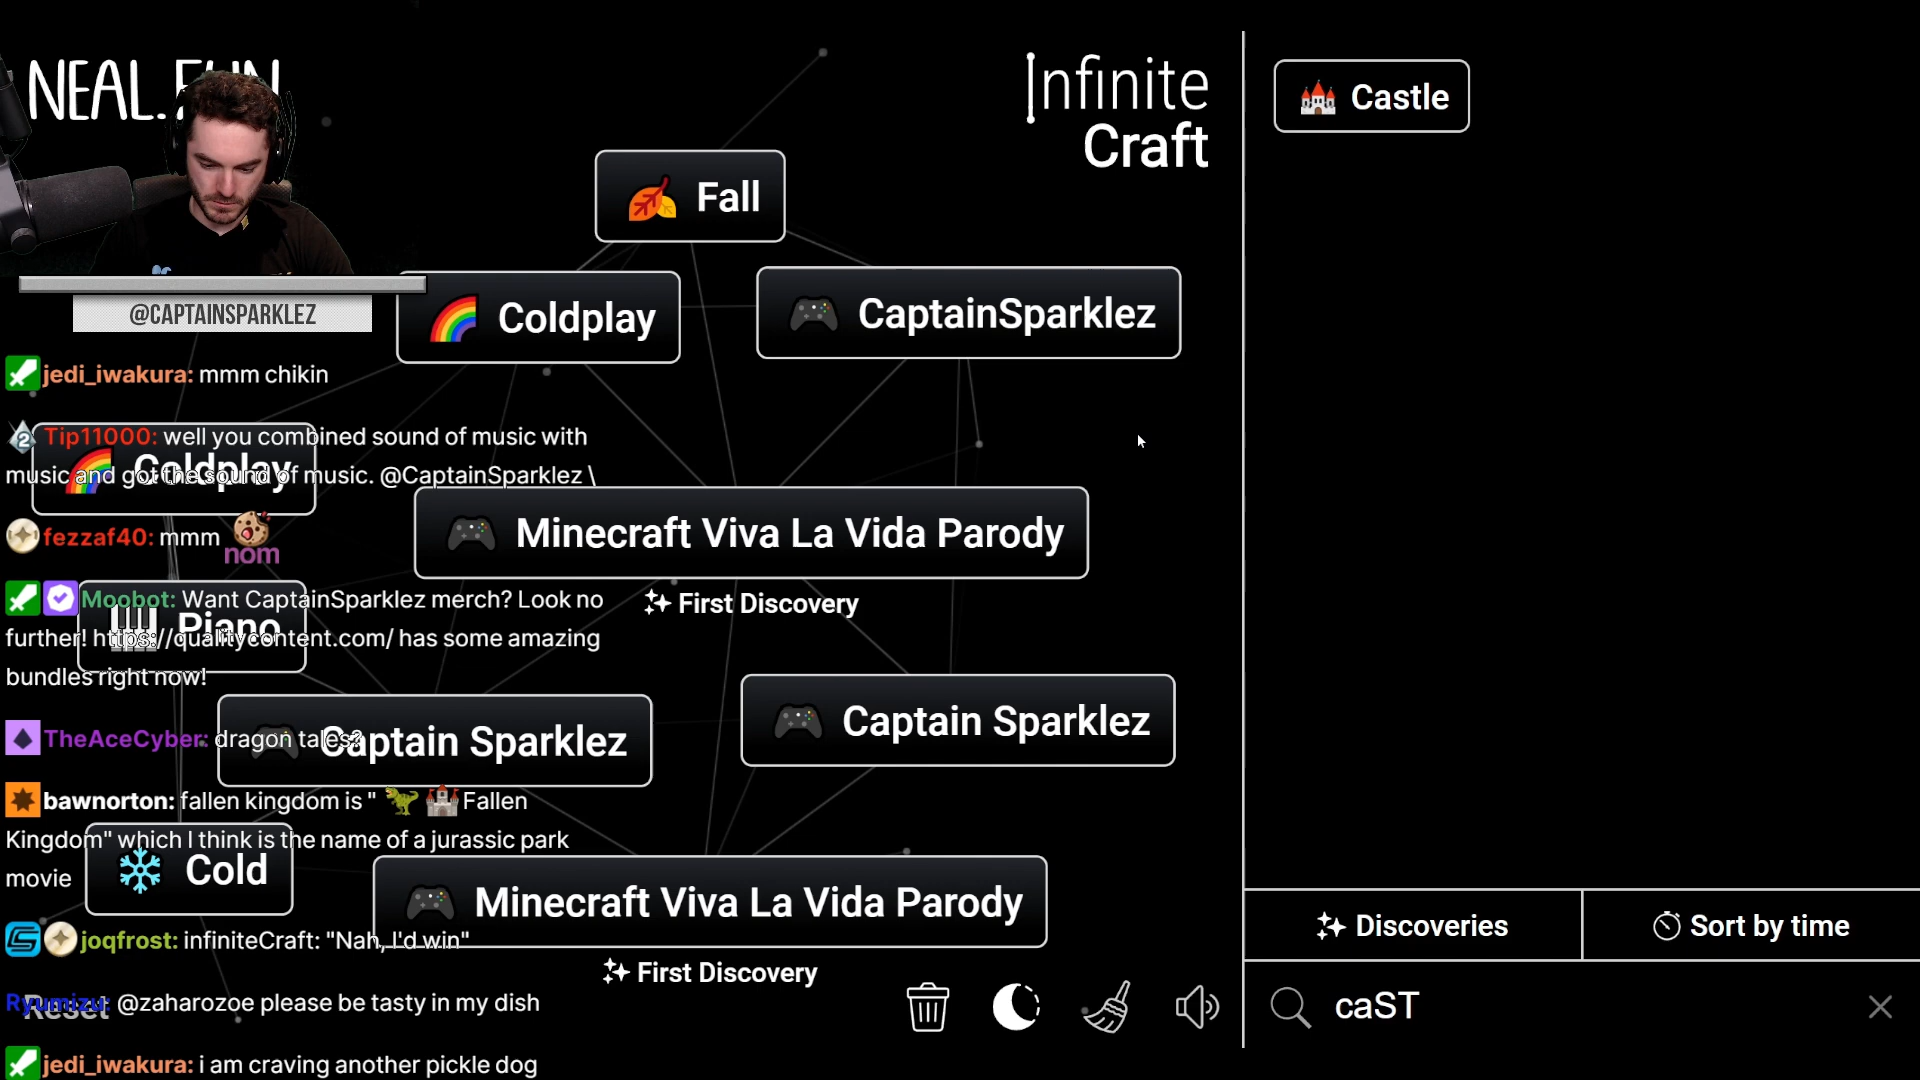 NEAL.FUN
Infinite
Craft
Castle
Fall
Coldplay
CaptainSparklez
@CAPTAINSPARKLEZ
jedi_iwakura: mmm chikin
Tip11000: well you combined sound of music with
music and got the sound of music. @CaptainSparklez \
Coldplay
fezzaf40: mmm
nom
Minecraft Viva La Vida Parody
First Discovery
Moobot: Want CaptainSparklez merch? Look no
further! https://qualitycontent.com/ has some amazing
bundles right now!
Piano
Captain Sparklez
Captain Sparklez
TheAceCyber: dragon tales?
bawnorton: fallen kingdom is " 🦖 🏰 Fallen
Kingdom" which I think is the name of a jurassic park
movie
Cold
Minecraft Viva La Vida Parody
First Discovery
joqfrost: infiniteCraft: "Nah, I'd win"
Ryumizu: @zaharozoe please be tasty in my dish
Reset
jedi_iwakura: i am craving another pickle dog
Discoveries
Sort by time
caST